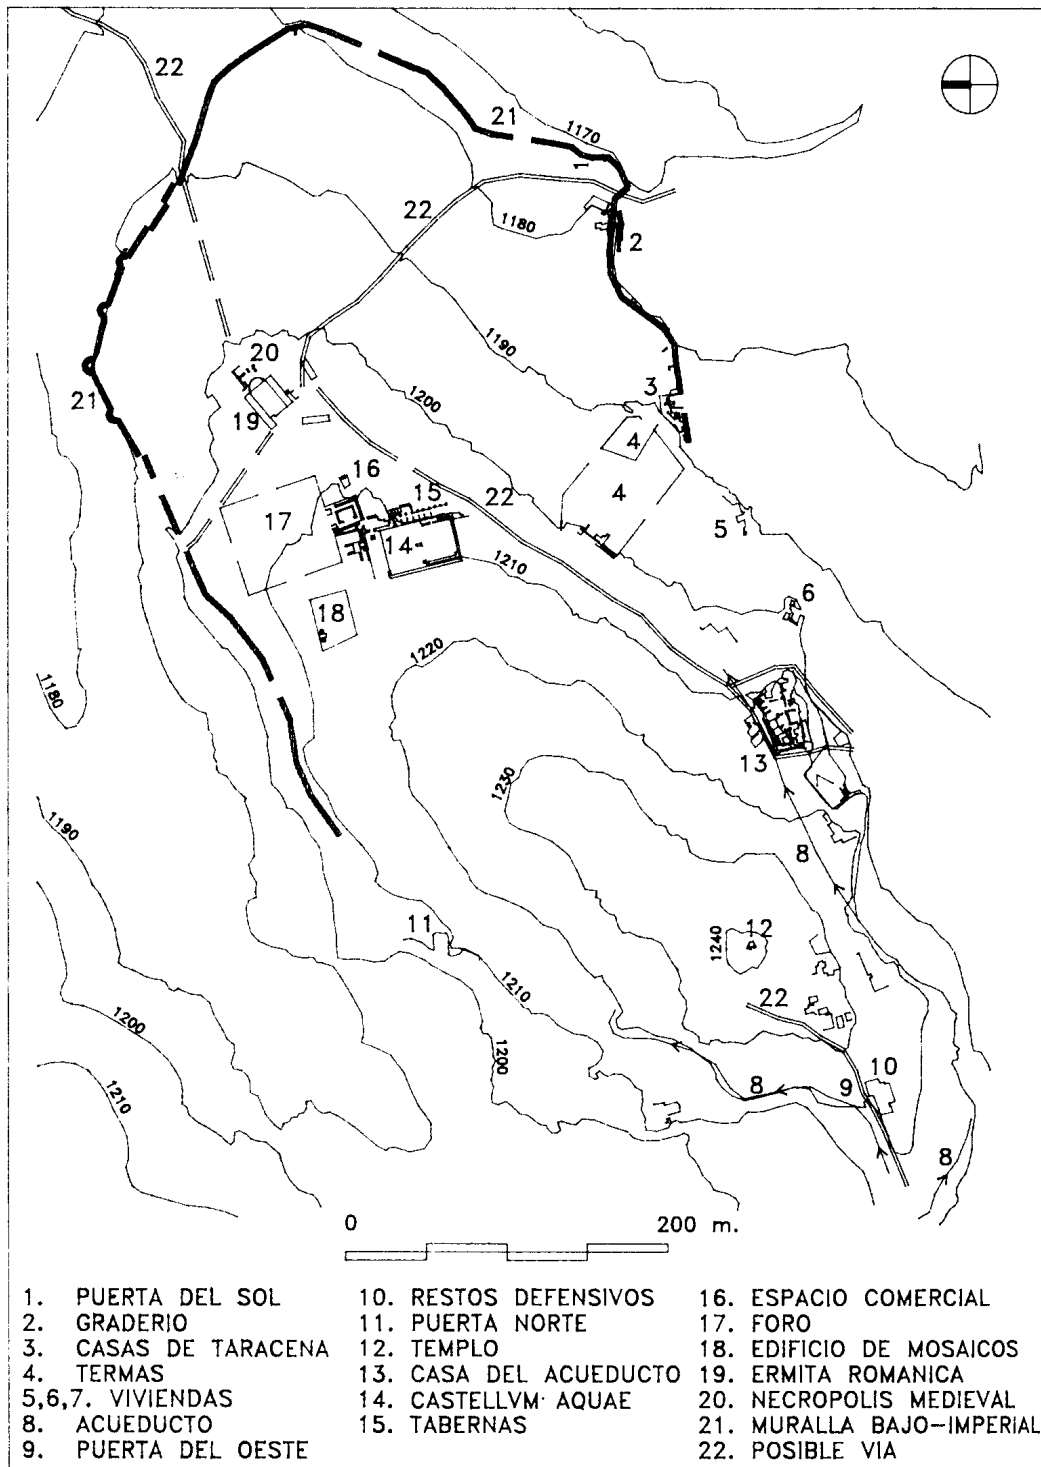 22
21
1170
1
22
1180
2
1190
20
3
1200
21
19
4
16
15
22
4
17
5
14
1210
6
18
1220
1180
13
1230
1190
8
11
12
1240
1210
22
1200
1200
10
8
9
1210
8
0 200 m.
1. PUERTA DEL SOL
2. GRADERIO
3. CASAS DE TARACENA
4. TERMAS
5,6,7. VIVIENDAS
8. ACUEDUCTO
9. PUERTA DEL OESTE
10. RESTOS DEFENSIVOS
11. PUERTA NORTE
12. TEMPLO
13. CASA DEL ACUEDUCTO
14. CASTELLVM· AQUAE
15. TABERNAS
16. ESPACIO COMERCIAL
17. FORO
18. EDIFICIO DE MOSAICOS
19. ERMITA ROMANICA
20. NECROPOLIS MEDIEVAL
21. MURALLA BAJO-IMPERIAL
22. POSIBLE VIA